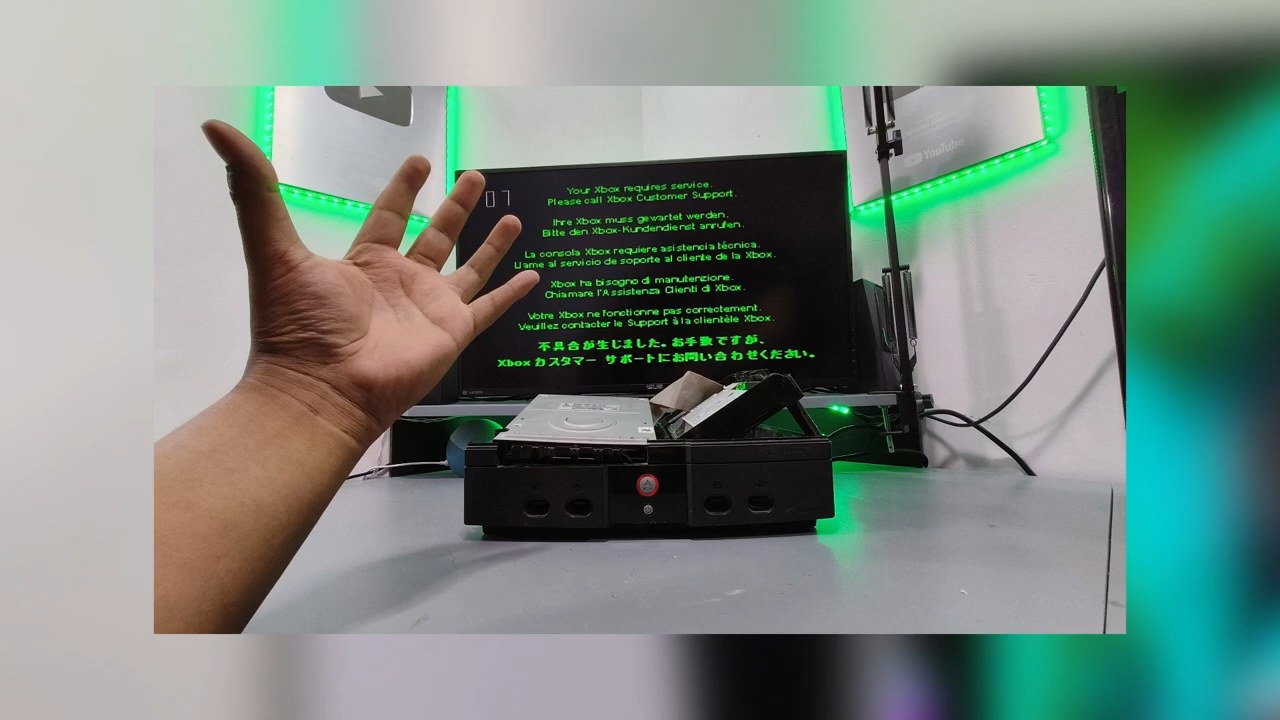 YouTube
07
Your Xbox requires service.
Please call Xbox Customer Support.
Ihre Xbox muss gewartet werden.
Bitte den Xbox-Kundendienst anrufen.
La consola Xbox requiere asistencia técnica.
Llame al servicio de soporte al cliente de la Xbox.
Xbox ha bisogno di manutenzione.
Chiamare l'Assistenza Clienti di Xbox.
Votre Xbox ne fonctionne pas correctement.
Veuillez contacter le Support à la clientèle Xbox.
不具合が生じました。お手数ですが、
Xbox カスタマー サポートにお問い合わせください。
HDMI